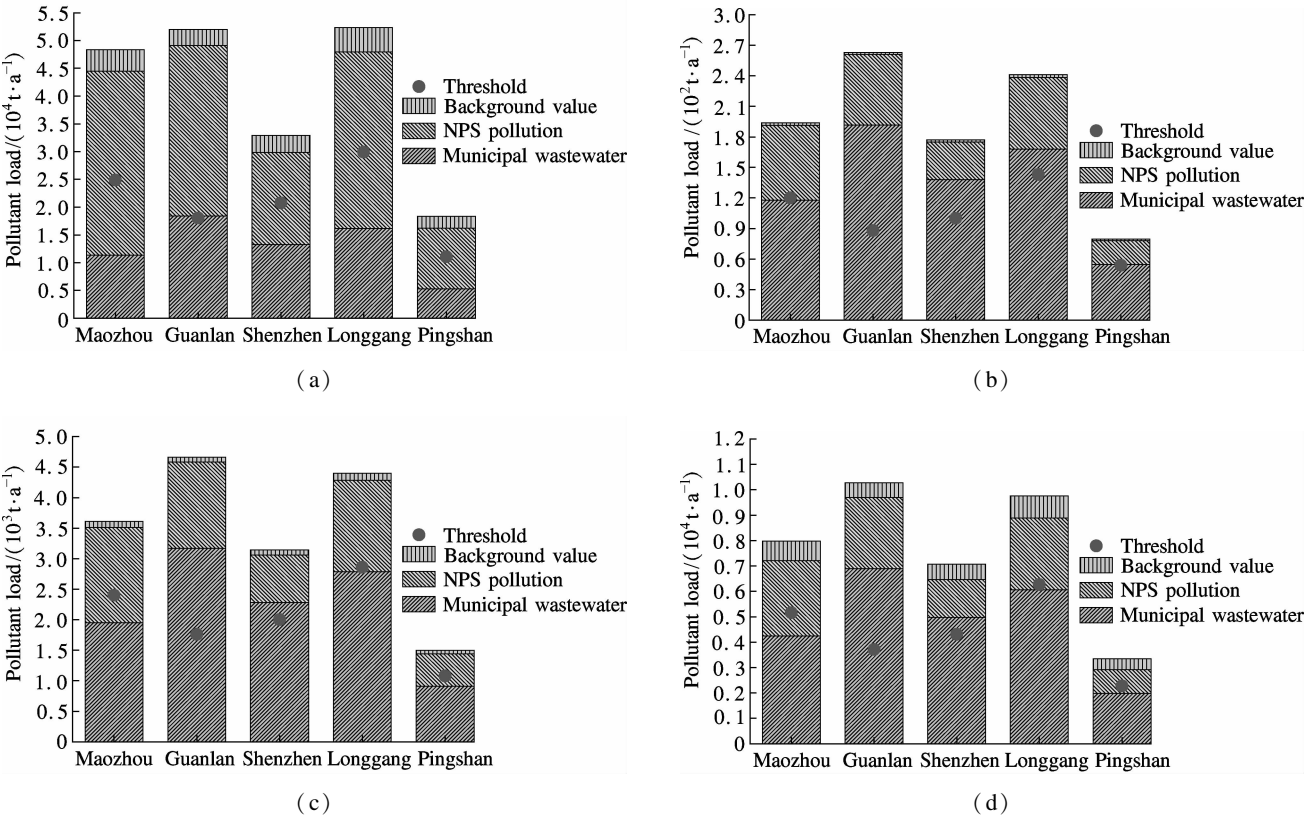 Pollutant load/(10⁴t·a⁻¹)
5.5
5.0
4.5
4.0
3.5
3.0
2.5
2.0
1.5
1.0
0.5
0
Threshold
Background value
NPS pollution
Municipal wastewater
Maozhou Guanlan Shenzhen Longgang Pingshan
(a)
Pollutant load/(10²t·a⁻¹)
3.0
2.7
2.4
2.1
1.8
1.2
1.2
0.9
0.6
0.3
0
Threshold
Background value
NPS pollution
Municipal wastewater
Maozhou Guanlan Shenzhen Longgang Pingshan
(b)
Pollutant load/(10³t·a⁻¹)
5.0
4.5
4.0
3.5
3.0
2.5
2.0
1.5
1.0
0.5
0
Threshold
Background value
NPS pollution
Municipal wastewater
Maozhou Guanlan Shenzhen Longgang Pingshan
(c)
Pollutant load/(10⁴t·a⁻¹)
1.2
1.1
1.0
0.9
0.8
0.7
0.6
0.5
0.4
0.3
0.2
0.1
0
Threshold
Background value
NPS pollution
Municipal wastewater
Maozhou Guanlan Shenzhen Longgang Pingshan
(d)